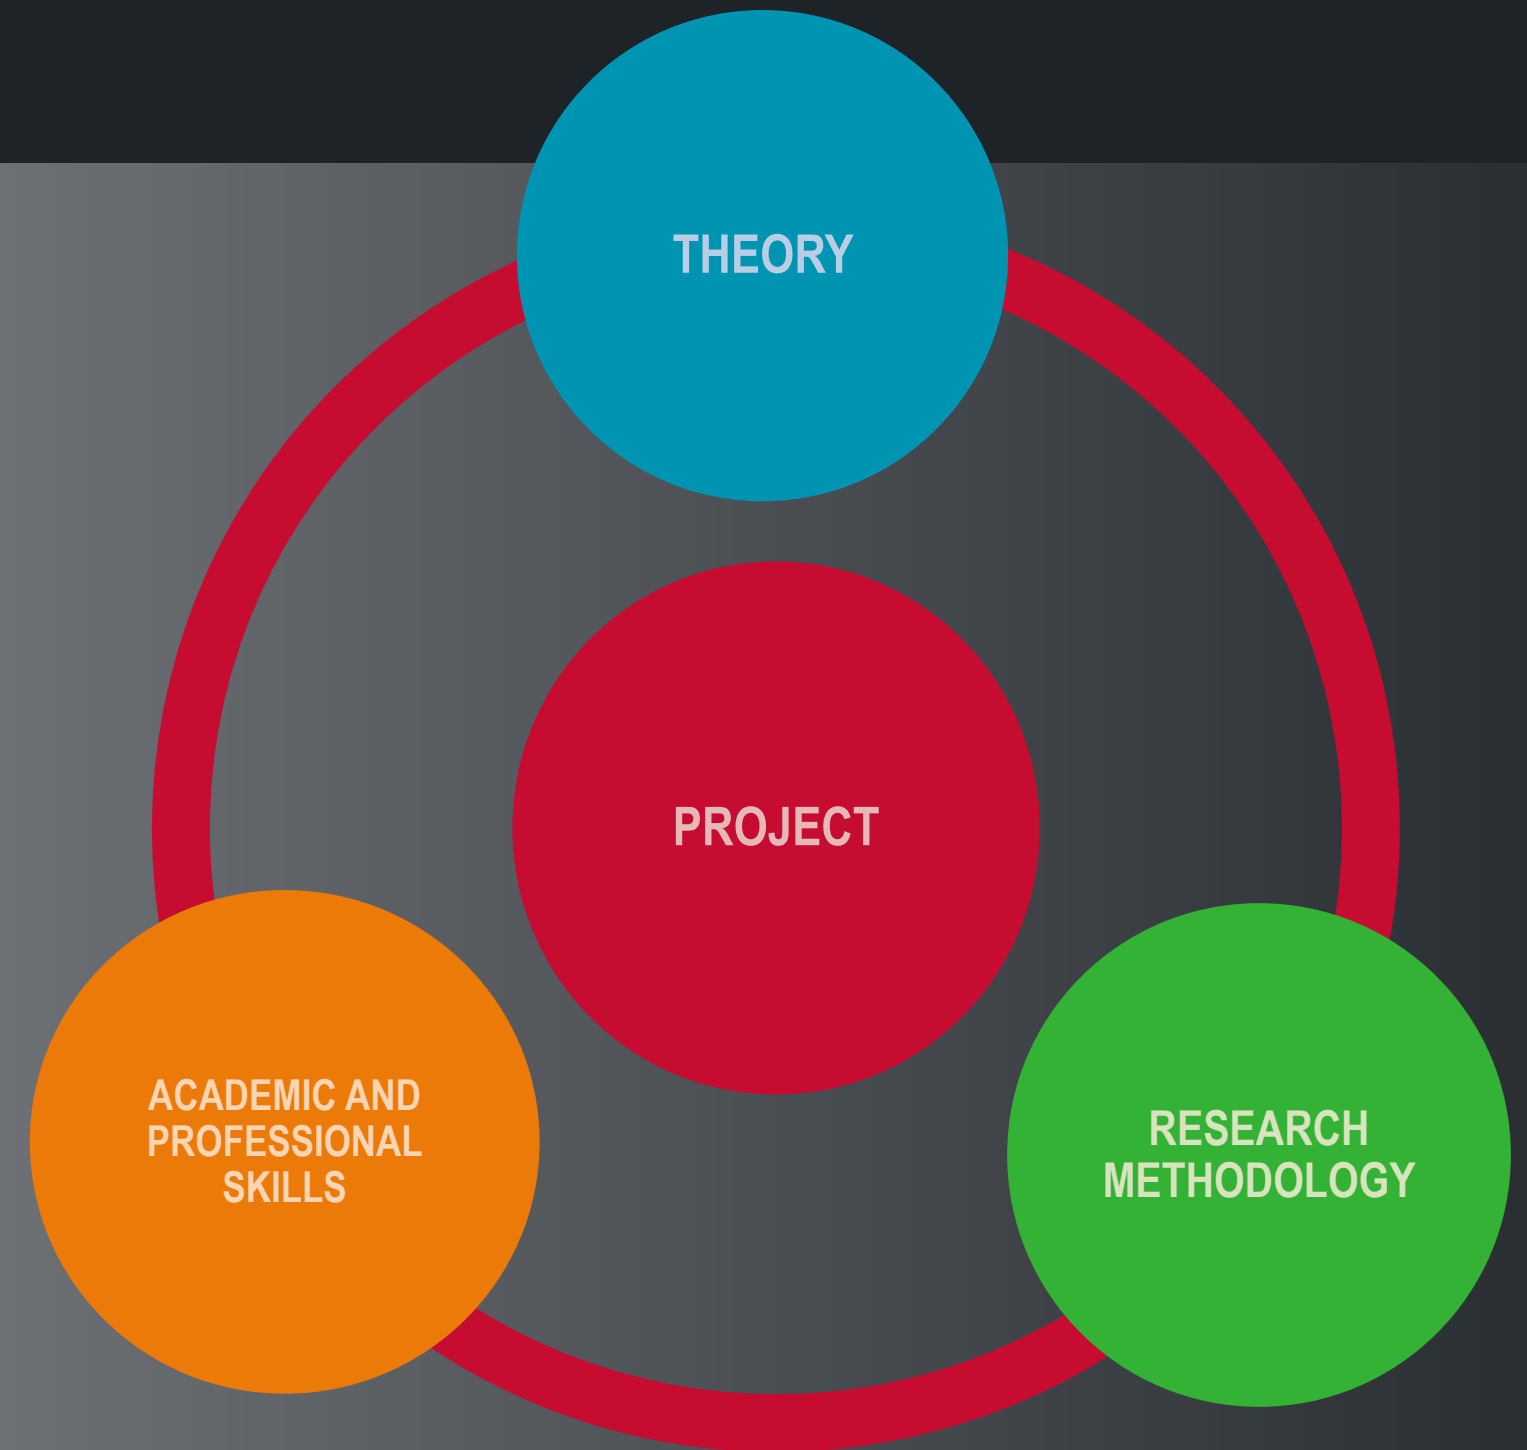 THEORY
PROJECT
ACADEMIC AND
PROFESSIONAL
SKILLS
RESEARCH
METHODOLOGY